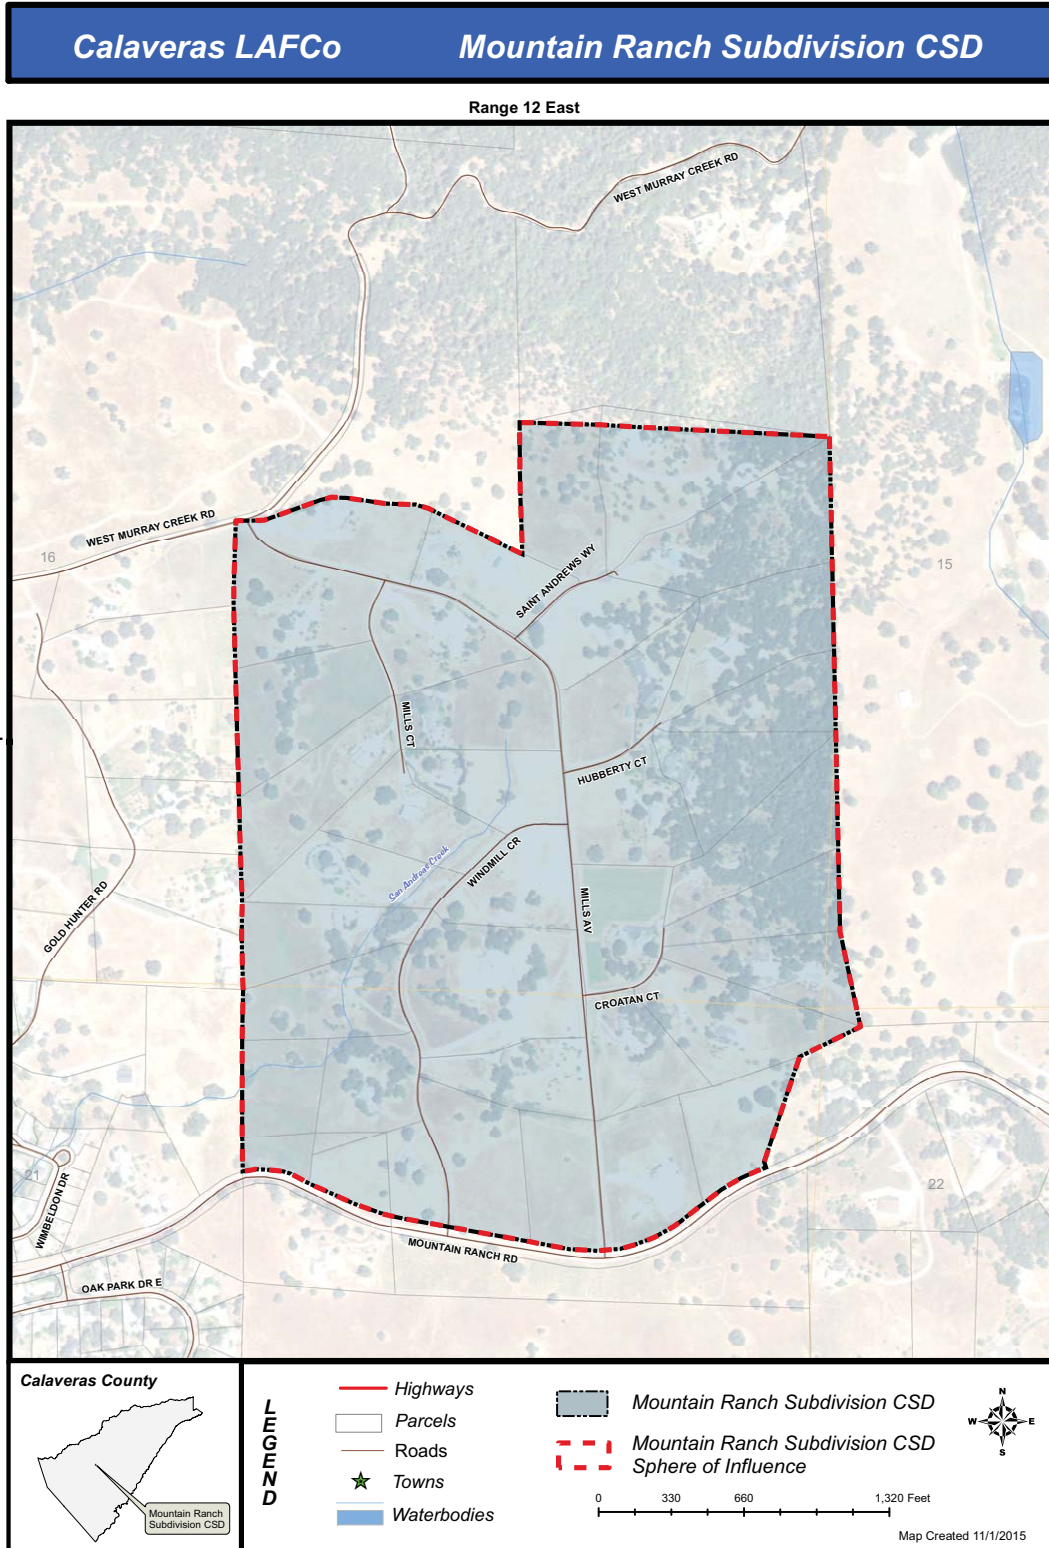 Calaveras LAFCo
Mountain Ranch Subdivision CSD
Range 12 East
WEST MURRAY CREEK RD
WEST MURRAY CREEK RD
16
15
SAINT ANDREWS WY
MILLS CT
HUBBERTY CT
WINDMILL CR
San Andreas Creek
MILLS AV
GOLD HUNTER RD
CROATAN CT
21
22
WIMBELDON DR
MOUNTAIN RANCH RD
OAK PARK DR E
Calaveras County
Mountain Ranch
Subdivision CSD
LEGEND
Highways
Parcels
Roads
Towns
Waterbodies
Mountain Ranch Subdivision CSD
Mountain Ranch Subdivision CSD
Sphere of Influence
N
W E
S
0 330 660 1,320 Feet
Map Created 11/1/2015